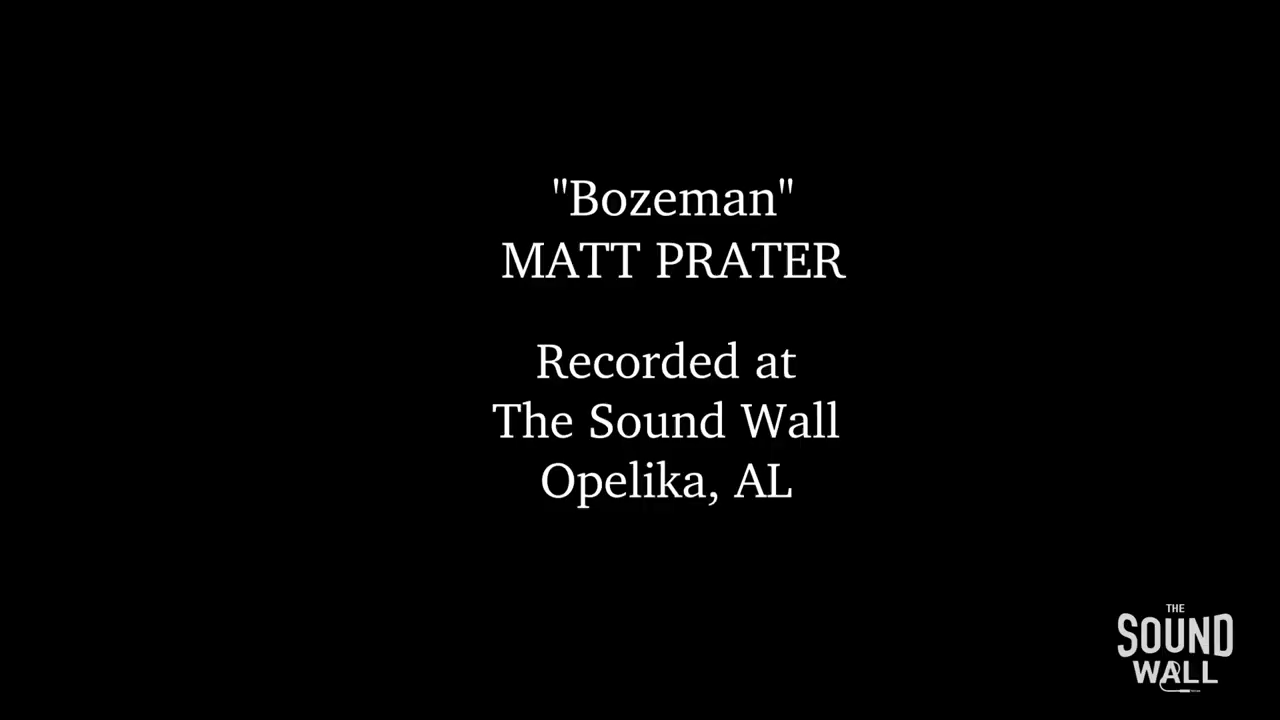 "Bozeman"
MATT PRATER
Recorded at
The Sound Wall
Opelika, AL
THE
SOUND
WALL